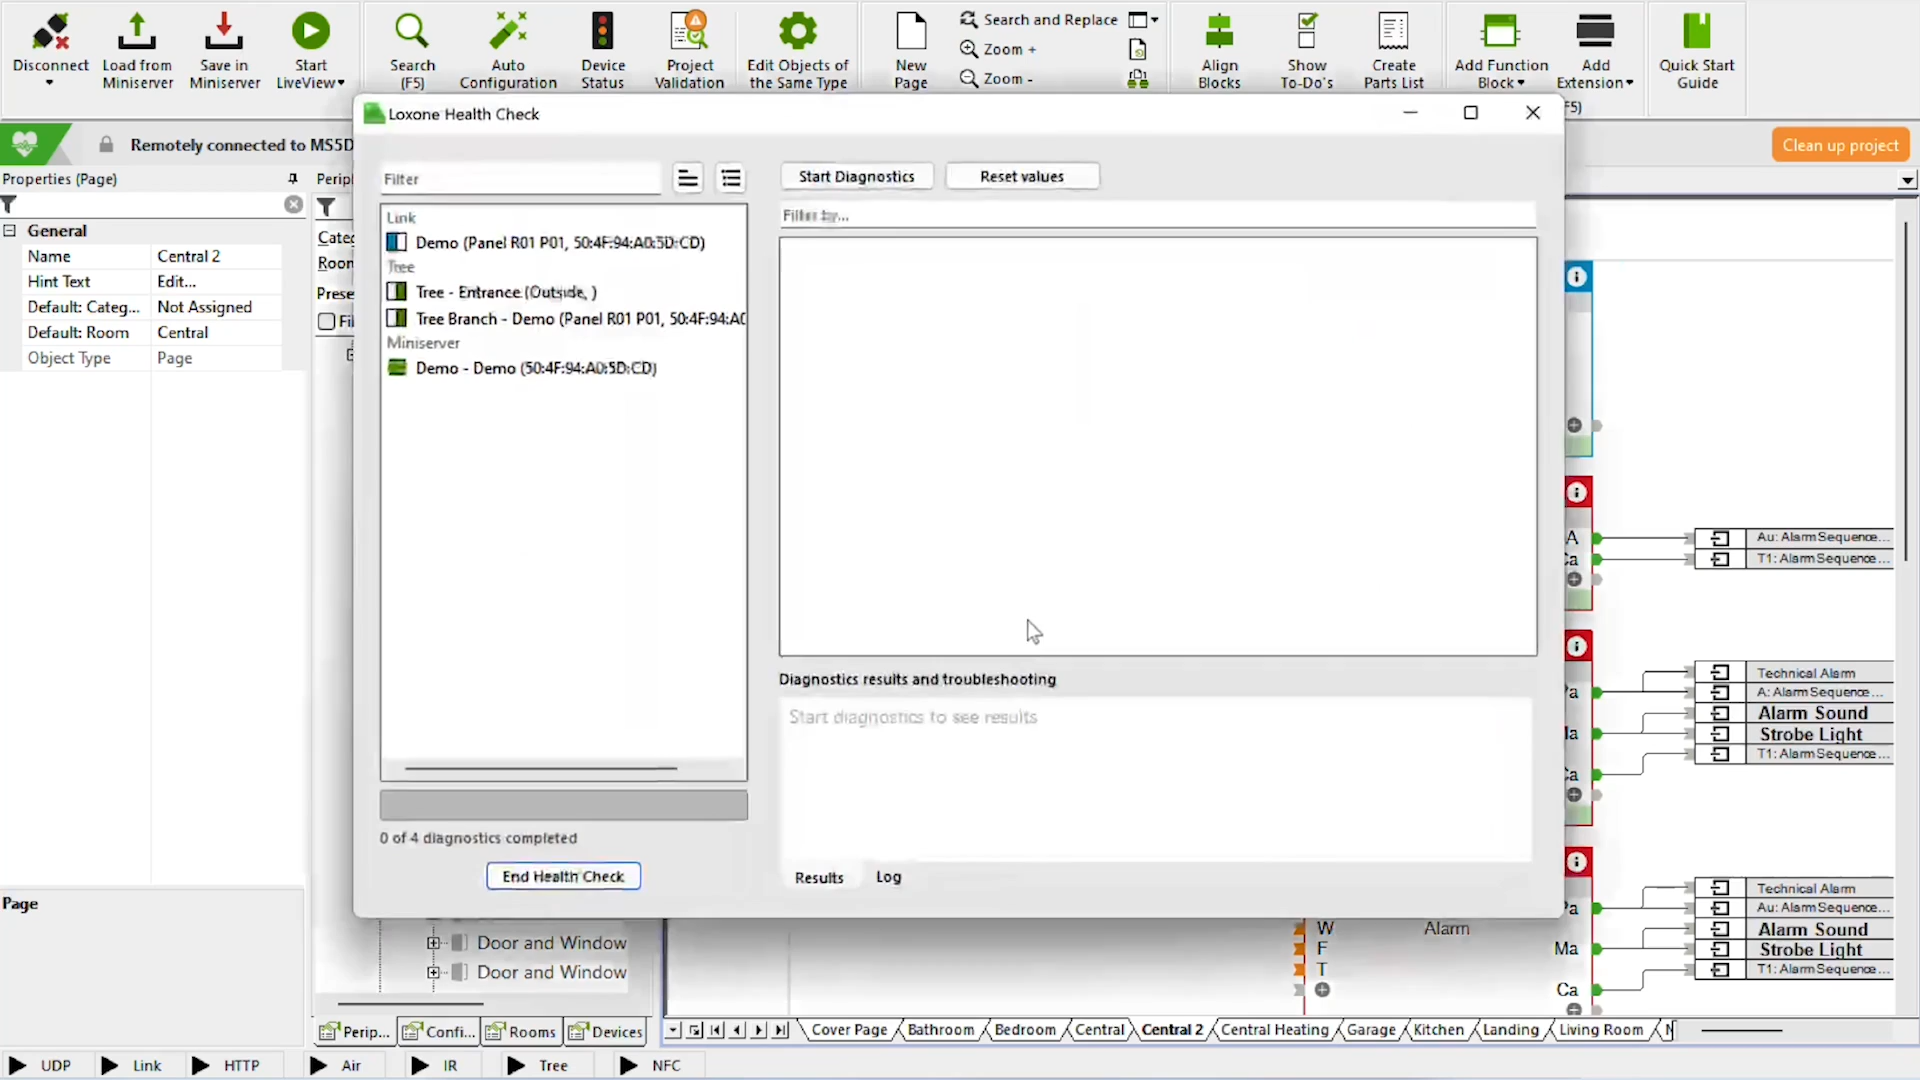 Disconnect
Load from
Miniserver
Save in
Miniserver
Start
LiveView
Search
(F5)
Auto
Configuration
Device
Status
Project
Validation
Edit Objects of
the Same Type
New
Page
Search and Replace
Zoom +
Zoom -
Align
Blocks
Show
To-Do's
Create
Parts List
Add Function
Block
Add
Extension
Quick Start
Guide
F5)
Remotely connected to MS5D
Clean up project
Loxone Health Check
Properties (Page)
General
Name Central 2
Hint Text Edit...
Default: Categ... Not Assigned
Default: Room Central
Object Type Page
Page
Filter
Link
Demo (Panel R01 P01, 50:4F:94:A0:5D:CD)
Tree
Tree - Entrance (Outside, )
Tree Branch - Demo (Panel R01 P01, 50:4F:94:A0
Miniserver
Demo - Demo (50:4F:94:A0:5D:CD)
0 of 4 diagnostics completed
End Health Check
Start Diagnostics
Reset values
Filter by...
Diagnostics results and troubleshooting
Start diagnostics to see results
Results
Log
Door and Window
Door and Window
Perip...
Confi...
Rooms
Devices
A
Au: AlarmSequence...
T1: AlarmSequence...
Technical Alarm
A: AlarmSequence...
Alarm Sound
Strobe Light
T1: AlarmSequence...
Technical Alarm
Au: AlarmSequence...
Alarm Sound
Strobe Light
T1: AlarmSequence...
W
F
T
Alarm
Ma
Ca
Cover Page
Bathroom
Bedroom
Central
Central 2
Central Heating
Garage
Kitchen
Landing
Living Room
UDP
Link
HTTP
Air
IR
Tree
NFC